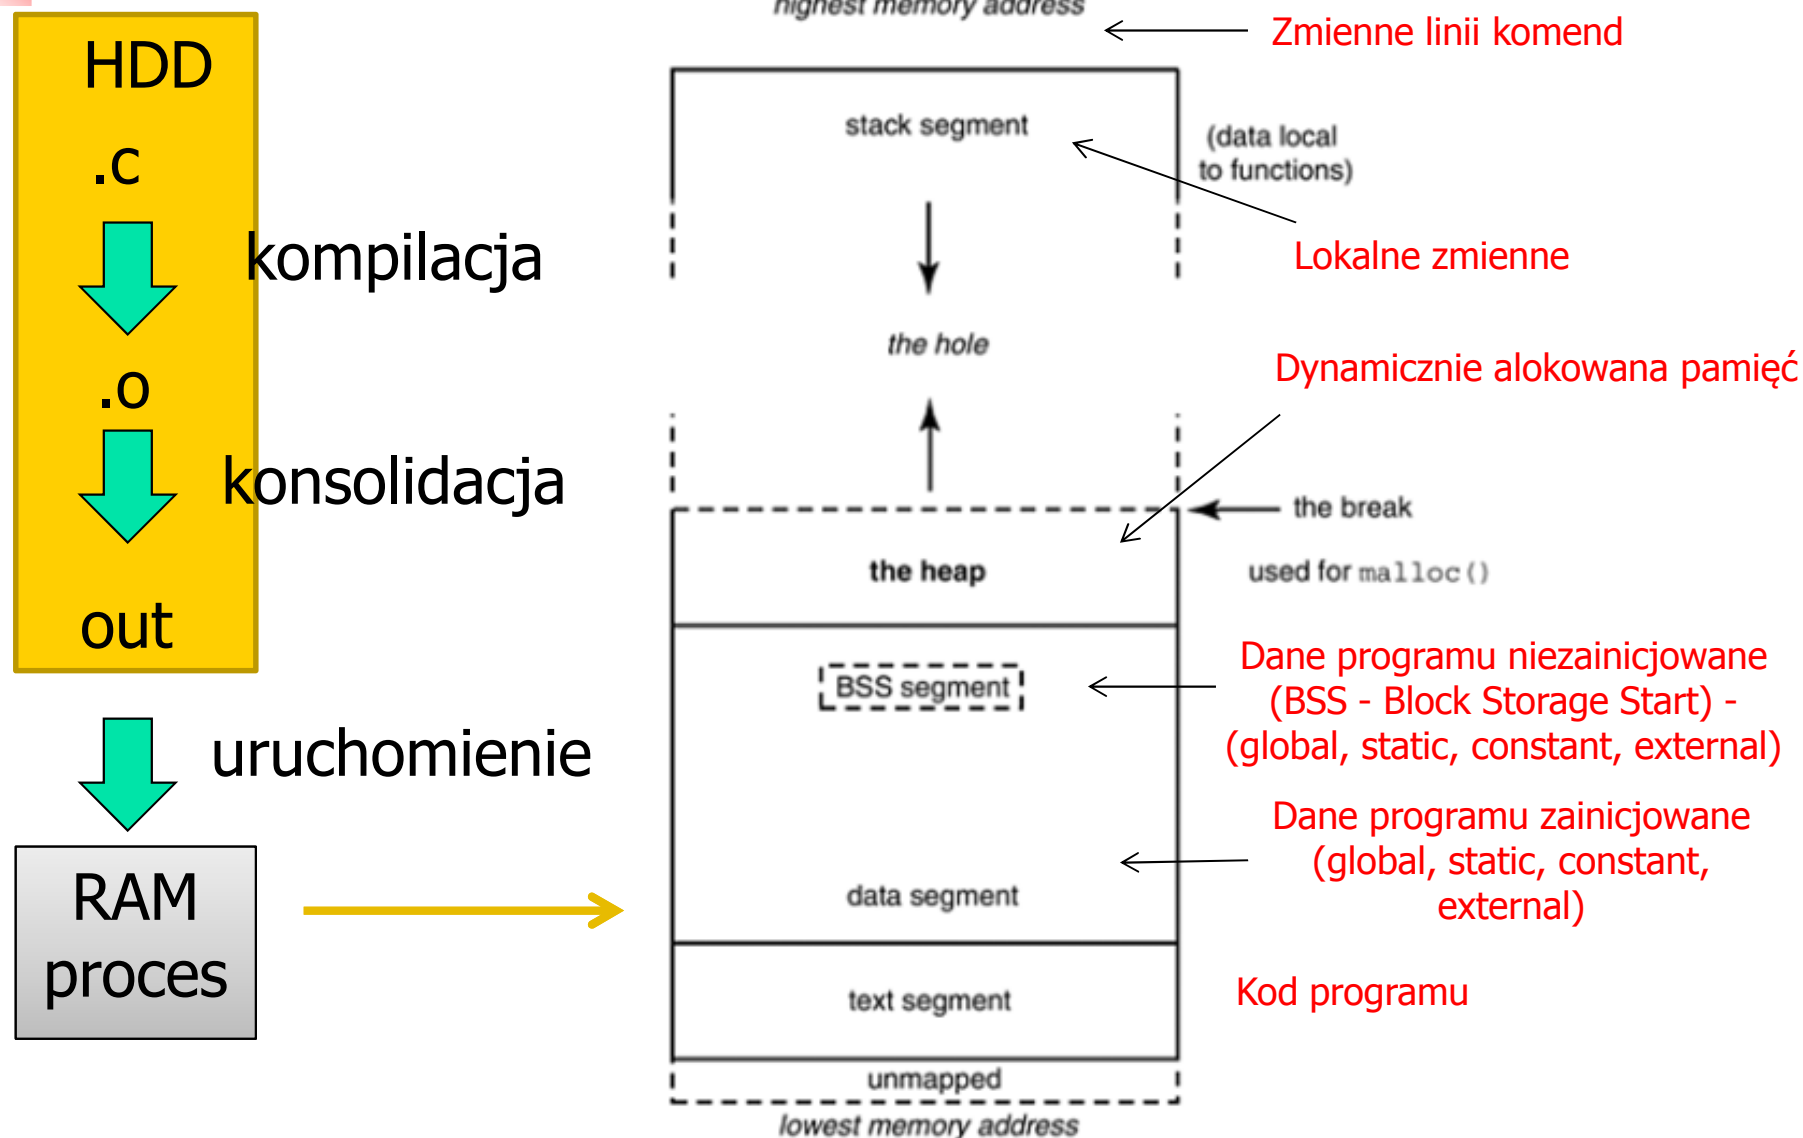 HDD
.c
kompilacja
.o
konsolidacja
out
uruchomienie
RAM
proces
highest memory address
Zmienne linii komend
stack segment
(data local
to functions)
Lokalne zmienne
the hole
Dynamicznie alokowana pamięć
the break
the heap
used for malloc()
BSS segment
Dane programu niezainicjowane
(BSS - Block Storage Start) -
(global, static, constant, external)
Dane programu zainicjowane
(global, static, constant,
external)
data segment
text segment
Kod programu
unmapped
lowest memory address